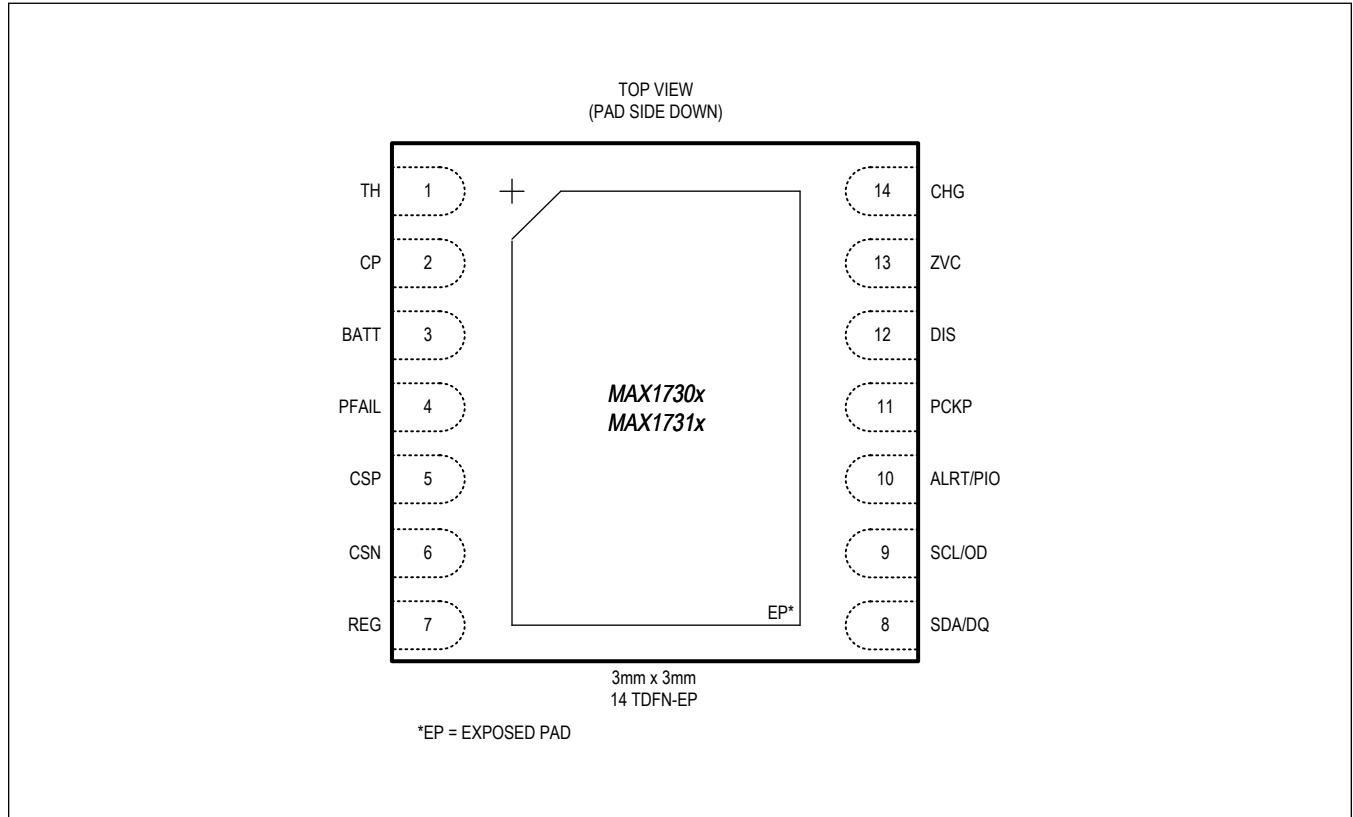 TOP VIEW
(PAD SIDE DOWN)
TH 1 14 CHG
CP 2 13 ZVC
BATT 3 12 DIS
MAX1730x
MAX1731x
PFAIL 4 11 PCKP
CSP 5 10 ALRT/PIO
CSN 6 9 SCL/OD
REG 7 EP* 8 SDA/DQ
3mm x 3mm
14 TDFN-EP
*EP = EXPOSED PAD